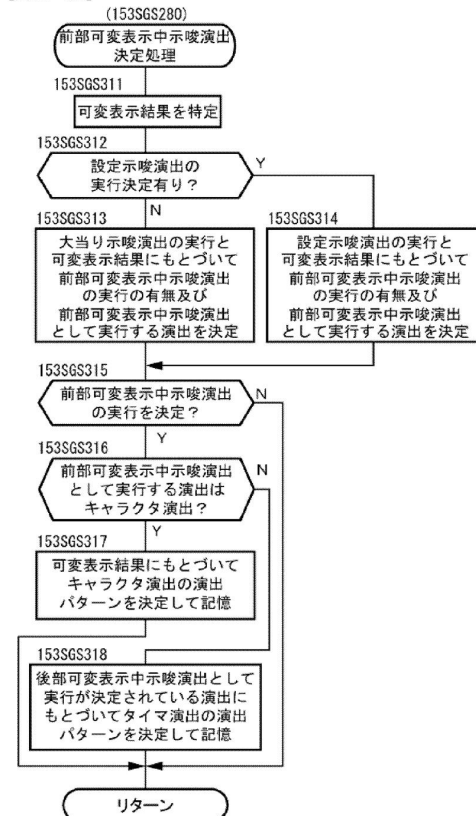 (153SGS280)
前部可変表示中示唆演出
決定処理
153SGS311
可変表示結果を特定
153SGS312
設定示唆演出の
実行決定有り?
Y
N
153SGS313
大当り示唆演出の実行と
可変表示結果にもとづいて
前部可変表示中示唆演出
の実行の有無及び
前部可変表示中示唆演出
として実行する演出を決定
153SGS314
設定示唆演出の実行と
可変表示結果にもとづいて
前部可変表示中示唆演出
の実行の有無及び
前部可変表示中示唆演出
として実行する演出を決定
153SGS315
前部可変表示中示唆演出
の実行を決定?
N
Y
153SGS316
前部可変表示中示唆演出
として実行する演出は
キャラクタ演出?
N
Y
153SGS317
可変表示結果にもとづいて
キャラクタ演出の演出
パターンを決定して記憶
153SGS318
後部可変表示中示唆演出として
実行が決定されている演出に
もとづいてタイマ演出の演出
パターンを決定して記憶
リターン